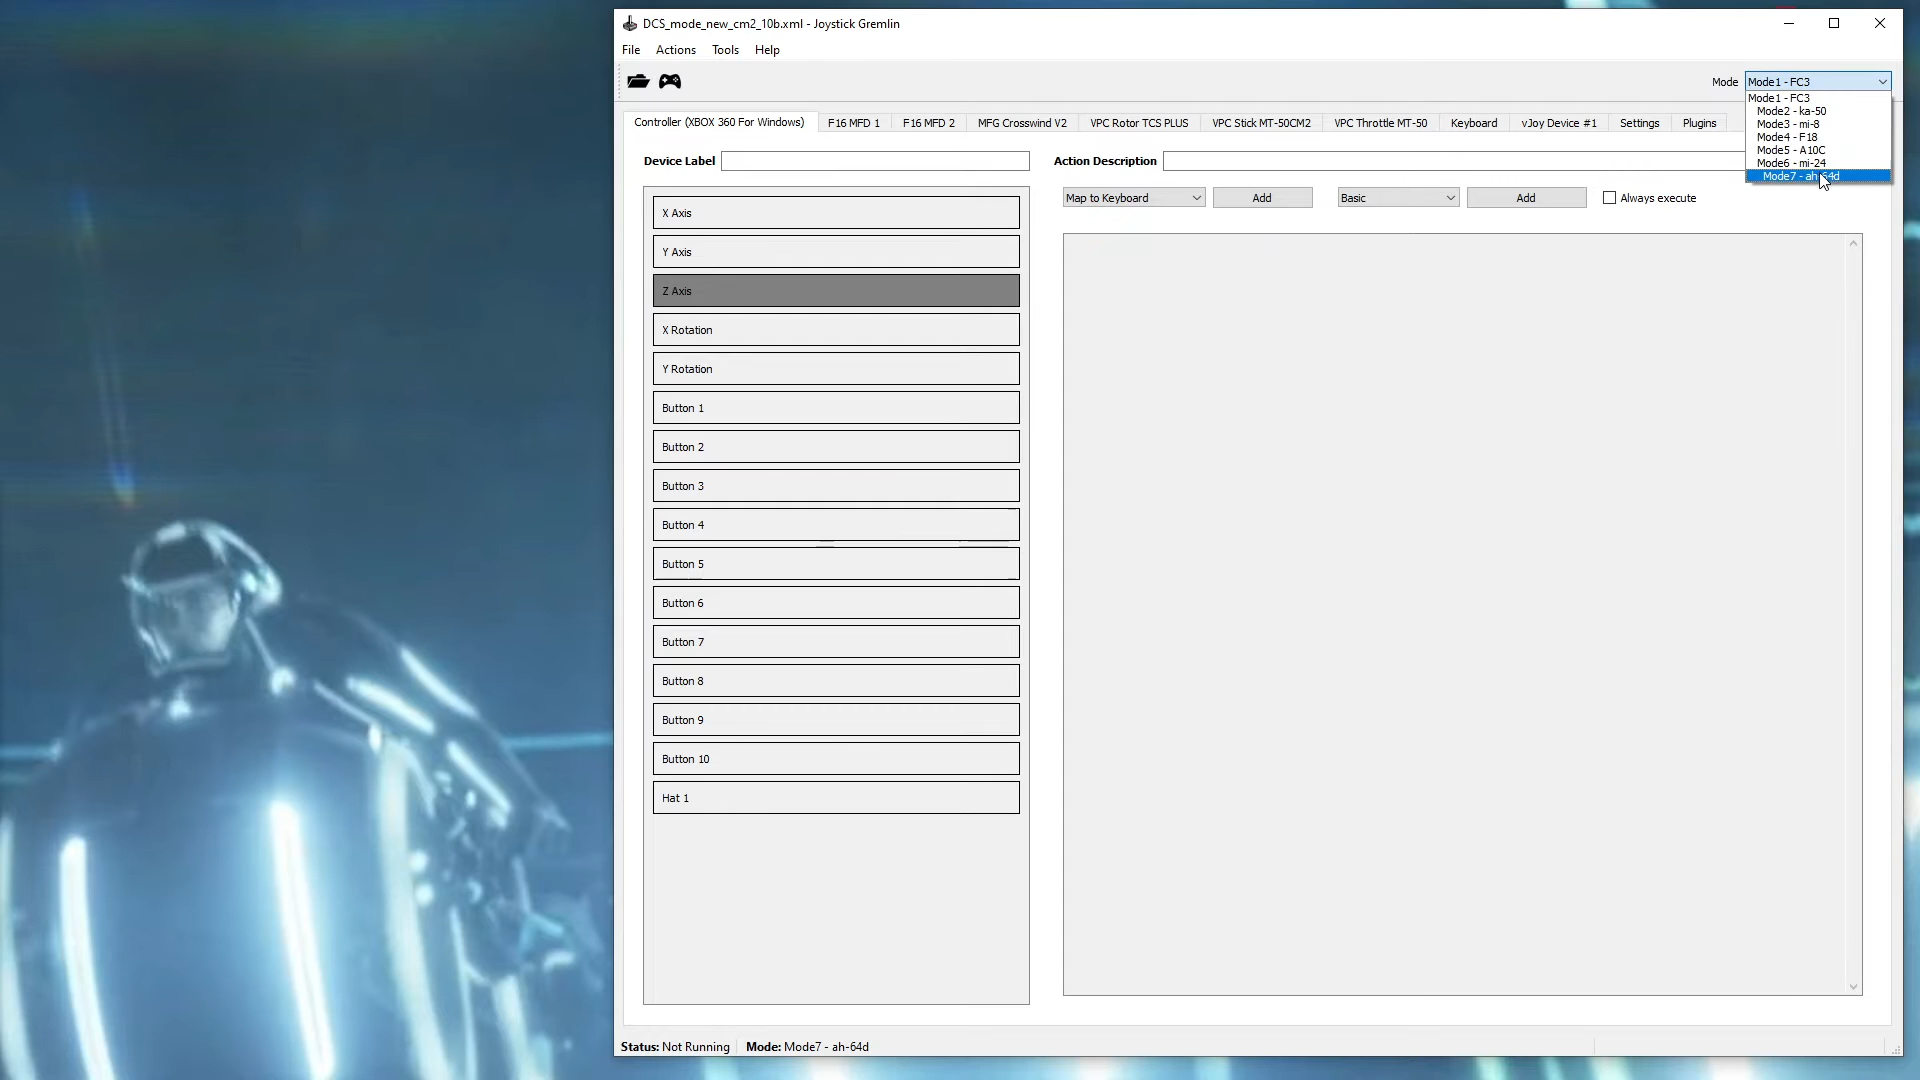 DCS_mode_new_cm2_10b.xml - Joystick Gremlin
File Actions Tools Help
Mode Mode1 - FC3
Mode1 - FC3
Mode2 - ka-50
Mode3 - mi-8
Mode4 - F18
Mode5 - A10C
Mode6 - mi-24
Mode7 - ah-64d
Controller (XBOX 360 For Windows) F16 MFD 1 F16 MFD 2 MFG Crosswind V2 VPC Rotor TCS PLUS VPC Stick MT-50CM2 VPC Throttle MT-50 Keyboard vJoy Device #1 Settings Plugins
Device Label Action Description
Map to Keyboard Add Basic Add Always execute
X Axis
Y Axis
Z Axis
X Rotation
Y Rotation
Button 1
Button 2
Button 3
Button 4
Button 5
Button 6
Button 7
Button 8
Button 9
Button 10
Hat 1
Status: Not Running Mode: Mode7 - ah-64d